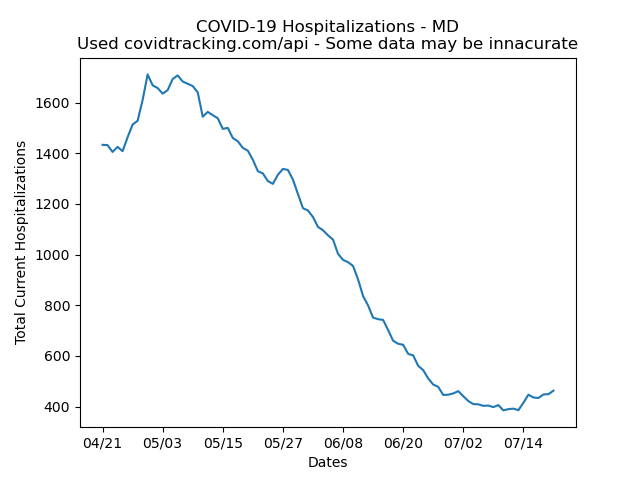 COVID-19 Hospitalizations - MD
Used covidtracking.com/api - Some data may be innacurate
Total Current Hospitalizations
1600
1400
1200
1000
800
600
400
04/21 05/03 05/15 05/27 06/08 06/20 07/02 07/14
Dates